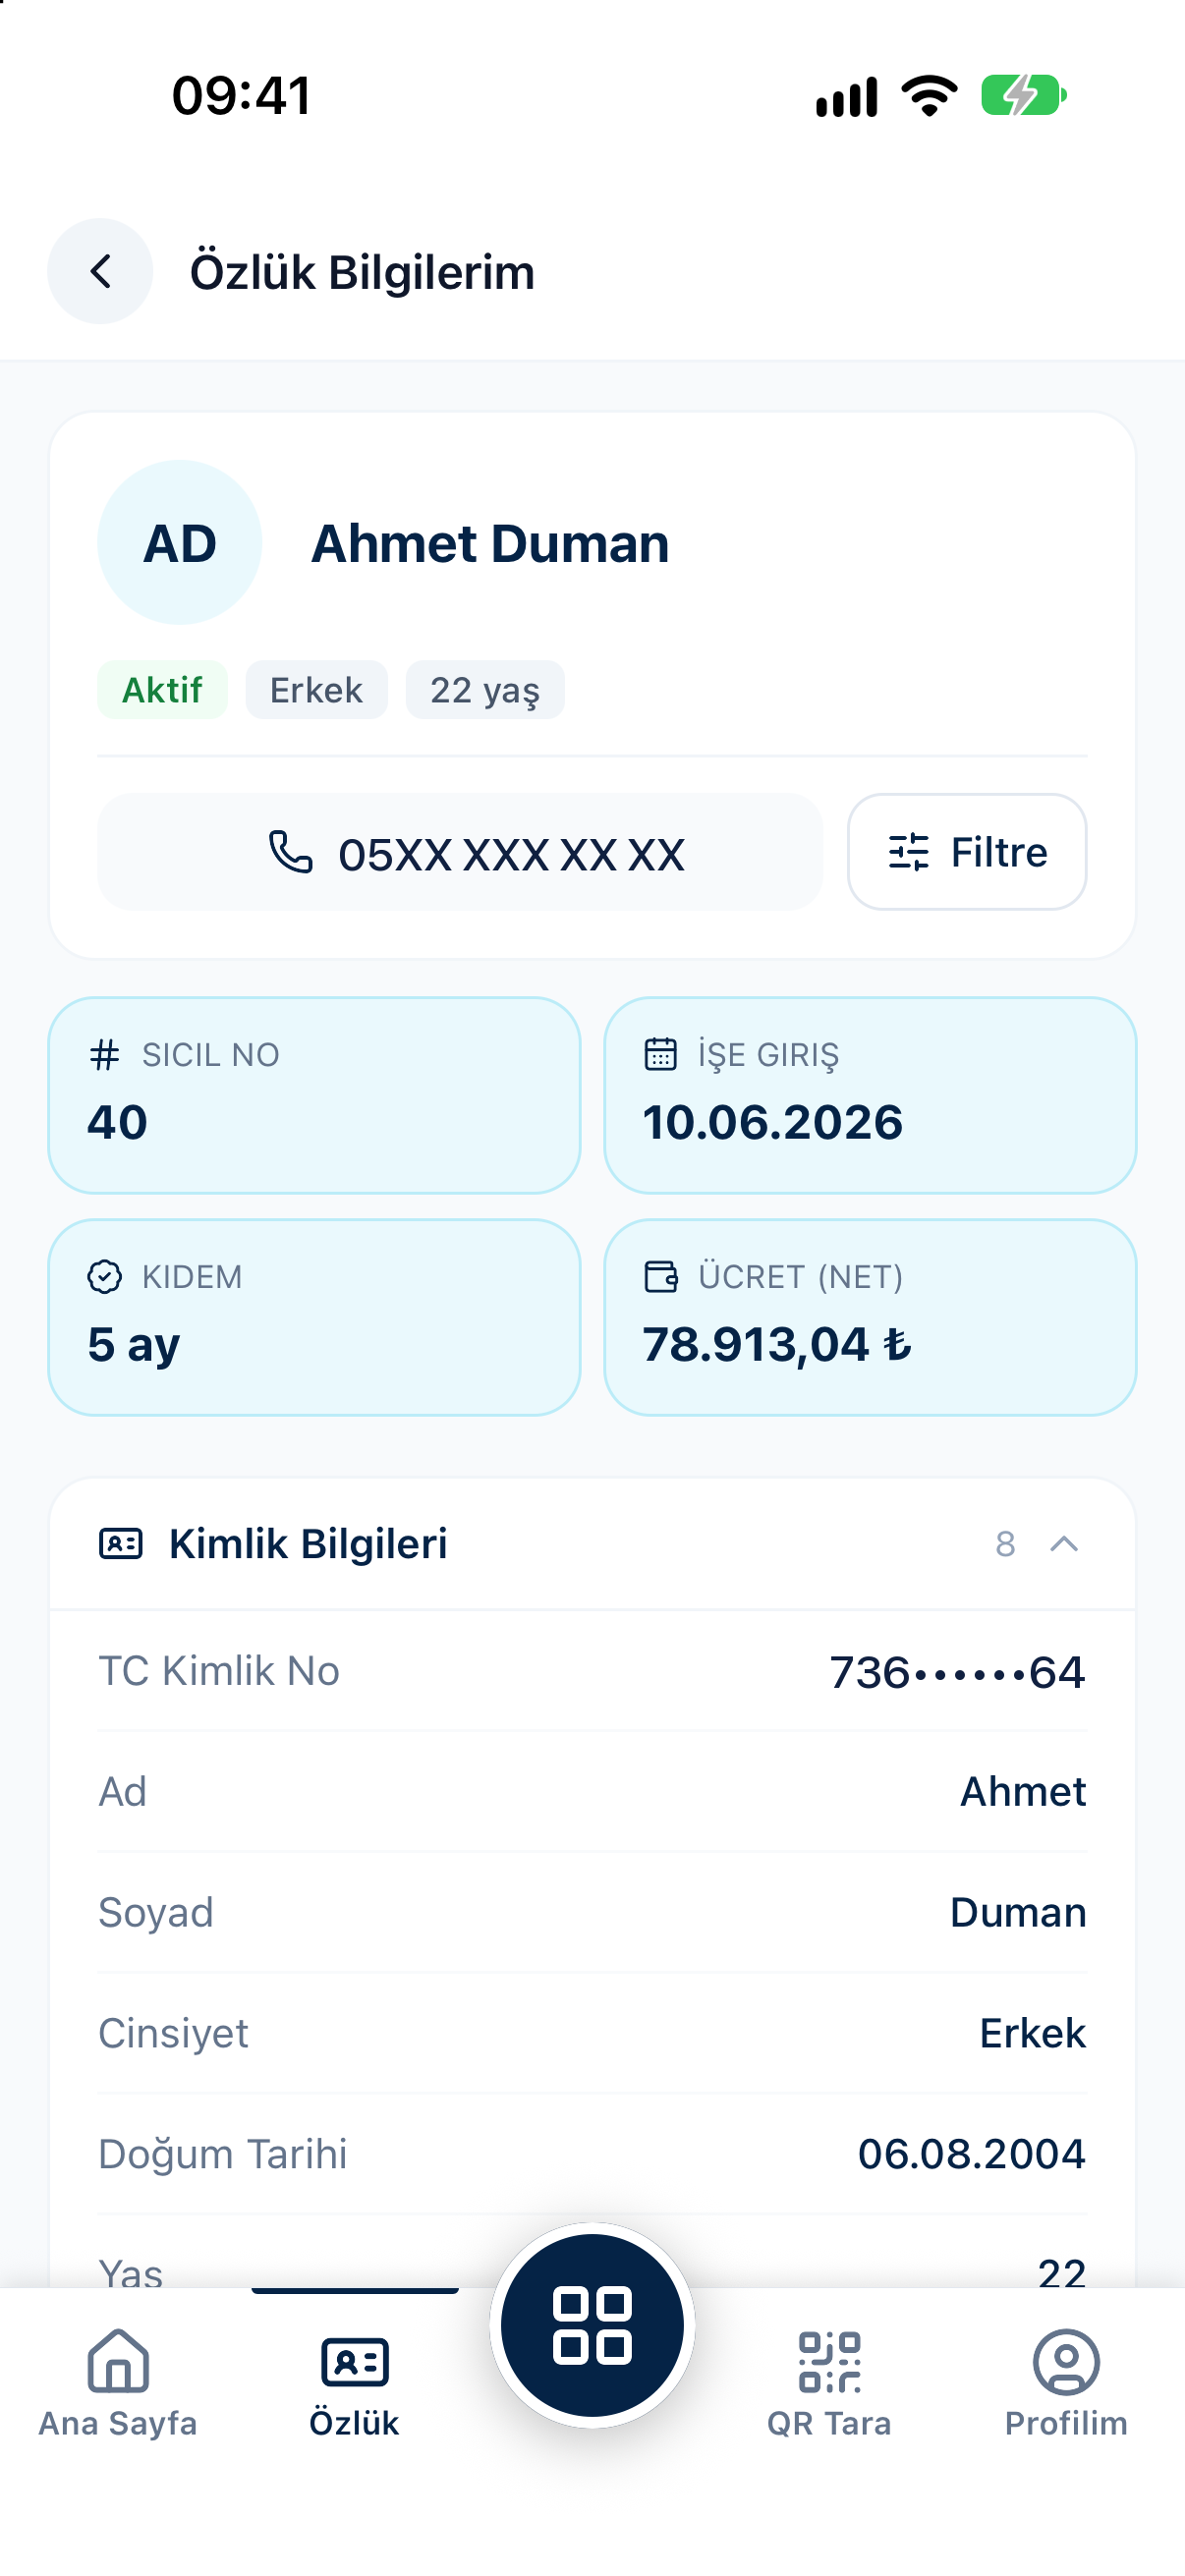 09:41
Özlük Bilgilerim
AD
Ahmet Duman
Aktif
Erkek
22 yaş
05XX XXX XX XX
Filtre
SICIL NO
40
İŞE GIRIŞ
10.06.2026
KIDEM
5 ay
ÜCRET (NET)
78.913,04 ₺
Kimlik Bilgileri
8
TC Kimlik No
736••••••64
Ad
Ahmet
Soyad
Duman
Cinsiyet
Erkek
Doğum Tarihi
06.08.2004
Yaş
22
Ana Sayfa
Özlük
QR Tara
Profilim